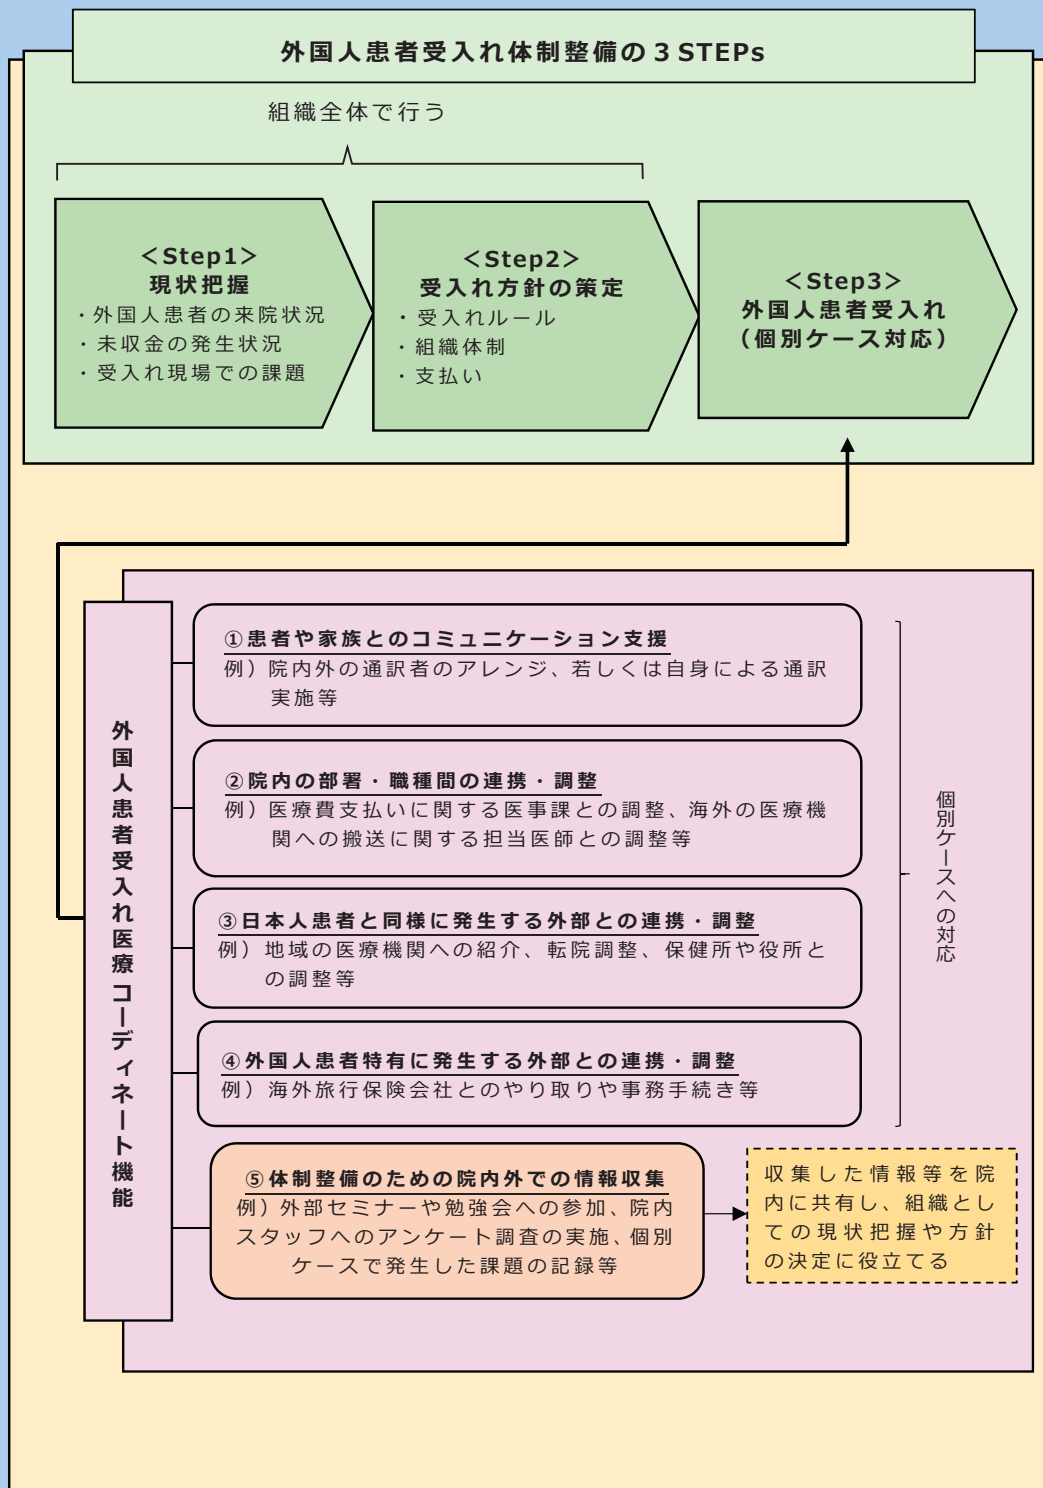 外国人患者受入れ体制整備の３STEPs
組織全体で行う
＜Step1＞
現状把握
・外国人患者の来院状況
・未収金の発生状況
・受入れ現場での課題
＜Step2＞
受入れ方針の策定
・受入れルール
・組織体制
・支払い
＜Step3＞
外国人患者受入れ
（個別ケース対応）
外国人患者受入れ医療コーディネート機能
①患者や家族とのコミュニケーション支援
例）院内外の通訳者のアレンジ、若しくは自身による通訳
実施等
②院内の部署・職種間の連携・調整
例）医療費支払いに関する医事課との調整、海外の医療機
関への搬送に関する担当医師との調整等
③日本人患者と同様に発生する外部との連携・調整
例）地域の医療機関への紹介、転院調整、保健所や役所と
の調整等
④外国人患者特有に発生する外部との連携・調整
例）海外旅行保険会社とのやり取りや事務手続き等
個別ケースへの対応
⑤体制整備のための院内外での情報収集
例）外部セミナーや勉強会への参加、院内
スタッフへのアンケート調査の実施、個別
ケースで発生した課題の記録等
収集した情報等を院
内に共有し、組織とし
ての現状把握や方針
の決定に役立てる